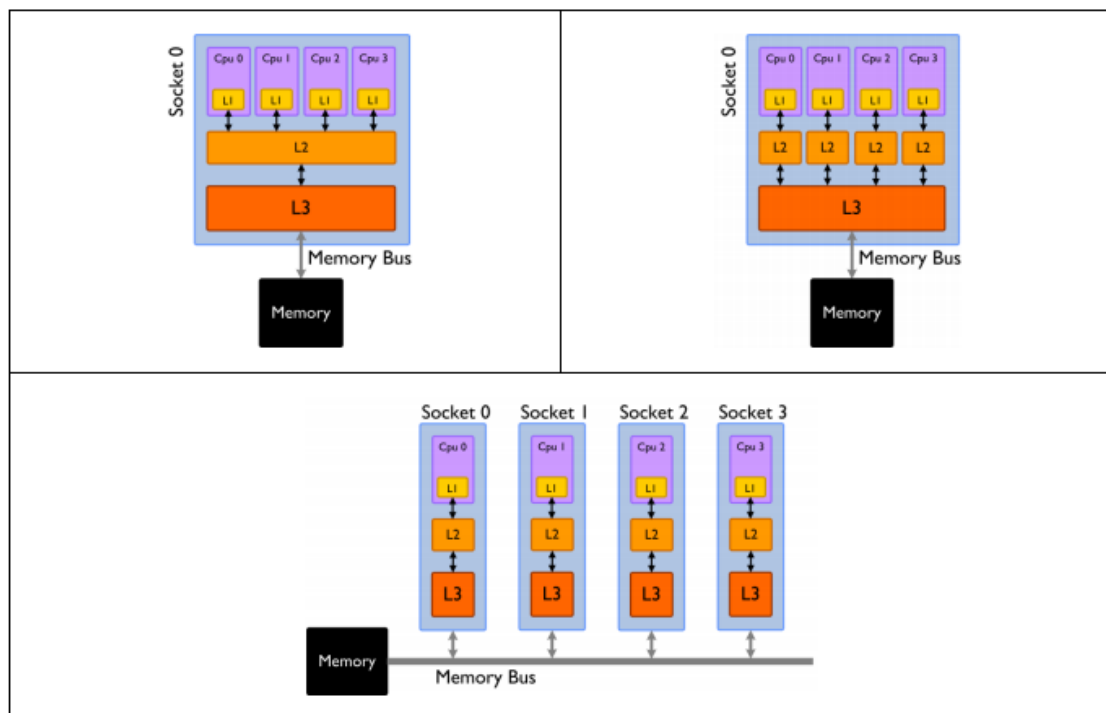 Socket 0
Cpu 0 Cpu 1 Cpu 2 Cpu 3
L1 L1 L1 L1
L2
L3
Memory Bus
Memory
Socket 0
Cpu 0 Cpu 1 Cpu 2 Cpu 3
L1 L1 L1 L1
L2 L2 L2 L2
L3
Memory Bus
Memory
Socket 0 Socket 1 Socket 2 Socket 3
Cpu 0 Cpu 1 Cpu 2 Cpu 3
L1 L1 L1 L1
L2 L2 L2 L2
L3 L3 L3 L3
Memory
Memory Bus